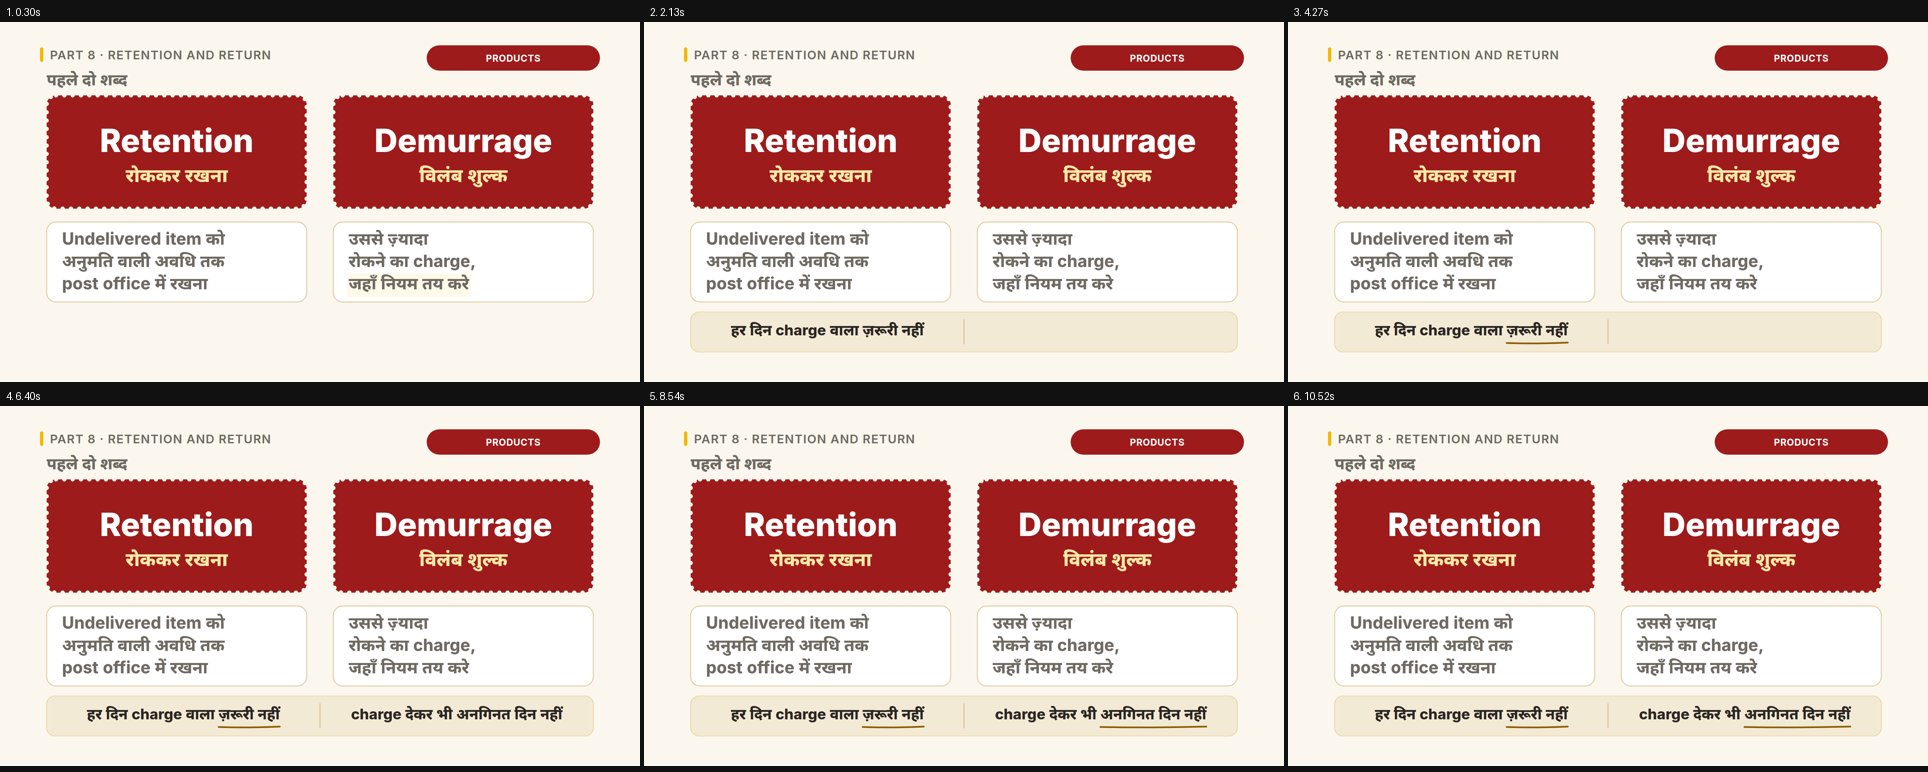 1. 0.30s
PART 8 · RETENTION AND RETURN
PRODUCTS
पहले दो शब्द
Retention
रोककर रखना
Demurrage
विलंब शुल्क
Undelivered item को
अनुमति वाली अवधि तक
post office में रखना
उससे ज़्यादा
रोकने का charge,
जहाँ नियम तय करे
2. 2.13s
PART 8 · RETENTION AND RETURN
PRODUCTS
पहले दो शब्द
Retention
रोककर रखना
Demurrage
विलंब शुल्क
Undelivered item को
अनुमति वाली अवधि तक
post office में रखना
उससे ज़्यादा
रोकने का charge,
जहाँ नियम तय करे
हर दिन charge वाला ज़रूरी नहीं
3. 4.27s
PART 8 · RETENTION AND RETURN
PRODUCTS
पहले दो शब्द
Retention
रोककर रखना
Demurrage
विलंब शुल्क
Undelivered item को
अनुमति वाली अवधि तक
post office में रखना
उससे ज़्यादा
रोकने का charge,
जहाँ नियम तय करे
हर दिन charge वाला ज़रूरी नहीं
4. 6.40s
PART 8 · RETENTION AND RETURN
PRODUCTS
पहले दो शब्द
Retention
रोककर रखना
Demurrage
विलंब शुल्क
Undelivered item को
अनुमति वाली अवधि तक
post office में रखना
उससे ज़्यादा
रोकने का charge,
जहाँ नियम तय करे
हर दिन charge वाला ज़रूरी नहीं
charge देकर भी अनगिनत दिन नहीं
5. 8.54s
PART 8 · RETENTION AND RETURN
PRODUCTS
पहले दो शब्द
Retention
रोककर रखना
Demurrage
विलंब शुल्क
Undelivered item को
अनुमति वाली अवधि तक
post office में रखना
उससे ज़्यादा
रोकने का charge,
जहाँ नियम तय करे
हर दिन charge वाला ज़रूरी नहीं
charge देकर भी अनगिनत दिन नहीं
6. 10.52s
PART 8 · RETENTION AND RETURN
PRODUCTS
पहले दो शब्द
Retention
रोककर रखना
Demurrage
विलंब शुल्क
Undelivered item को
अनुमति वाली अवधि तक
post office में रखना
उससे ज़्यादा
रोकने का charge,
जहाँ नियम तय करे
हर दिन charge वाला ज़रूरी नहीं
charge देकर भी अनगिनत दिन नहीं